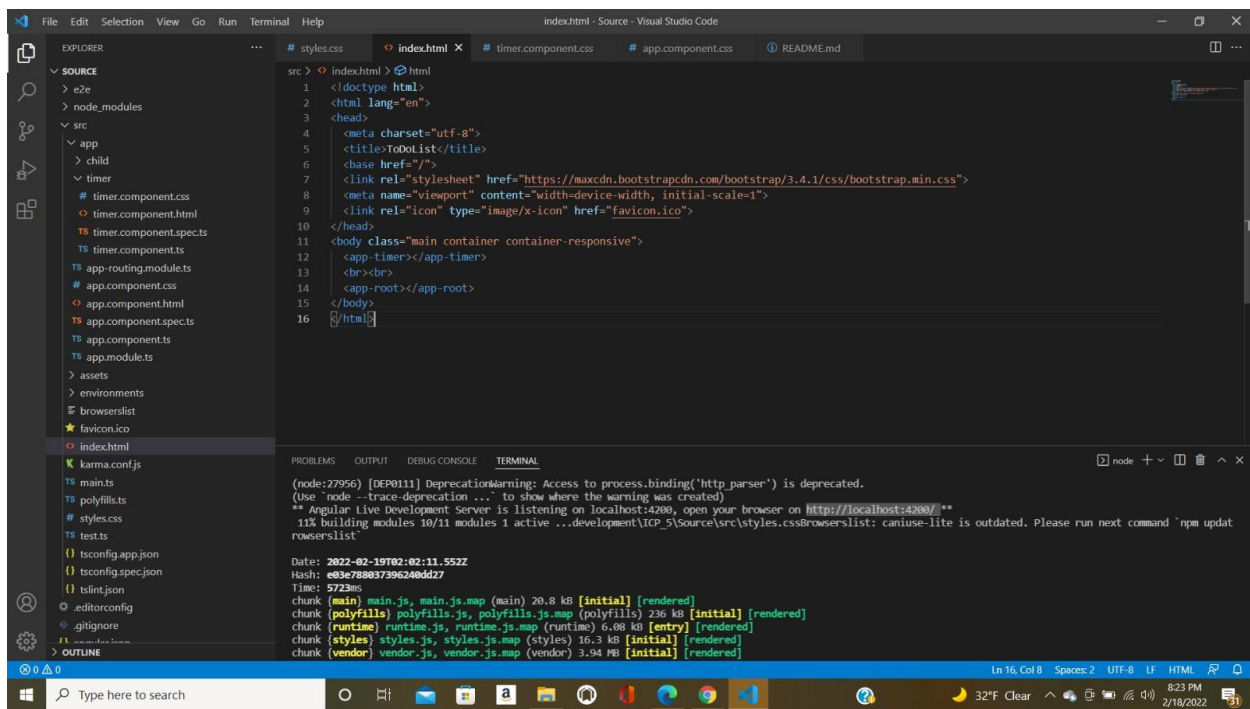 File Edit Selection View Go Run Terminal Help
index.html - Source - Visual Studio Code
EXPLORER
SOURCE
e2e
node_modules
src
app
child
timer
# timer.component.css
timer.component.html
TS timer.component.spec.ts
TS timer.component.ts
TS app-routing.module.ts
# app.component.css
app.component.html
TS app.component.spec.ts
TS app.component.ts
TS app.module.ts
assets
environments
browserslist
favicon.ico
index.html
karma.conf.js
TS main.ts
TS polyfills.ts
# styles.css
TS test.ts
{} tsconfig.app.json
{} tsconfig.spec.json
{} tslint.json
.editorconfig
.gitignore
OUTLINE
# styles.css <> index.html × # timer.component.css # app.component.css README.md
src > <> index.html > html
1 <!doctype html>
2 <html lang="en">
3 <head>
4 <meta charset="utf-8">
5 <title>ToDoList</title>
6 <base href="/">
7 <link rel="stylesheet" href="https://maxcdn.bootstrapcdn.com/bootstrap/3.4.1/css/bootstrap.min.css">
8 <meta name="viewport" content="width=device-width, initial-scale=1">
9 <link rel="icon" type="image/x-icon" href="favicon.ico">
10 </head>
11 <body class="main container container-responsive">
12 <app-timer></app-timer>
13 <br><br>
14 <app-root></app-root>
15 </body>
16 </html>
PROBLEMS OUTPUT DEBUG CONSOLE TERMINAL
node
(node:27956) [DEP0111] DeprecationWarning: Access to process.binding('http_parser') is deprecated.
(Use `node --trace-deprecation ...` to show where the warning was created)
** Angular Live Development Server is listening on localhost:4200, open your browser on http://localhost:4200/ **
11% building modules 10/11 modules 1 active ...development\ICP_5\Source\src\styles.cssBrowserslist: caniuse-lite is outdated. Please run next command `npm updat
rowserslist`
Date: 2022-02-19T02:02:11.552Z
Hash: e03e788037396240dd27
Time: 5723ms
chunk {main} main.js, main.js.map (main) 20.8 kB [initial] [rendered]
chunk {polyfills} polyfills.js, polyfills.js.map (polyfills) 236 kB [initial] [rendered]
chunk {runtime} runtime.js, runtime.js.map (runtime) 6.08 kB [entry] [rendered]
chunk {styles} styles.js, styles.js.map (styles) 16.3 kB [initial] [rendered]
chunk {vendor} vendor.js, vendor.js.map (vendor) 3.94 MB [initial] [rendered]
0 0
Ln 16, Col 8 Spaces: 2 UTF-8 LF HTML
Type here to search
32°F Clear
8:23 PM
2/18/2022
31